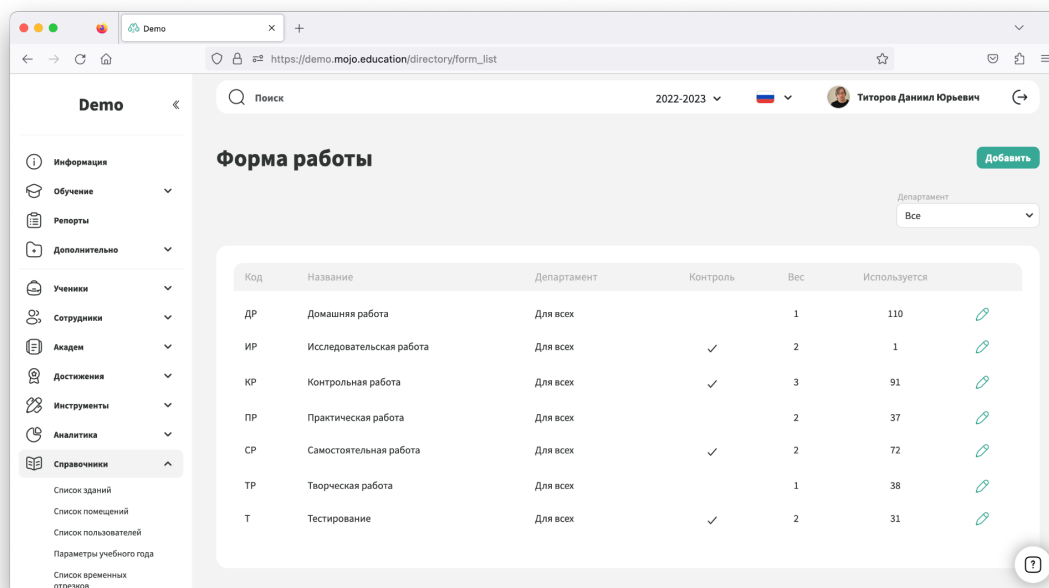 Demo
https://demo.mojo.education/directory/form_list
Demo
Поиск
2022-2023
Титоров Даниил Юрьевич
Информация
Обучение
Репорты
Дополнительно
Ученики
Сотрудники
Академ
Достижения
Инструменты
Аналитика
Справочники
Список зданий
Список помещений
Список пользователей
Параметры учебного года
Список временных
отрезков
Форма работы
Добавить
Департамент
Все
Код Название Департамент Контроль Вес Используется
ДР Домашняя работа Для всех 1 110
ИР Исследовательская работа Для всех ✓ 2 1
КР Контрольная работа Для всех ✓ 3 91
ПР Практическая работа Для всех 2 37
СР Самостоятельная работа Для всех ✓ 2 72
ТР Творческая работа Для всех 1 38
Т Тестирование Для всех ✓ 2 31
?